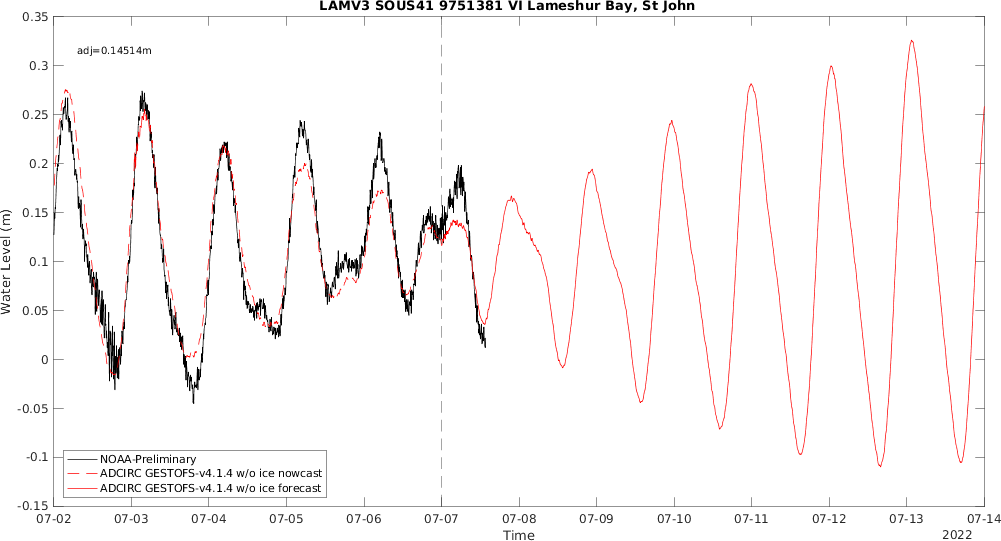 LAMV3 SOUS41 9751381 VI Lameshur Bay, St John
0.35
0.3
0.25
0.2
0.15
0.1
0.05
0
-0.05
-0.1
-0.15
Water Level (m)
adj=0.14514m
NOAA-Preliminary
ADCIRC GESTOFS-v4.1.4 w/o ice nowcast
ADCIRC GESTOFS-v4.1.4 w/o ice forecast
07-02 07-03 07-04 07-05 07-06 07-07 07-08 07-09 07-10 07-11 07-12 07-13 07-14
Time
2022